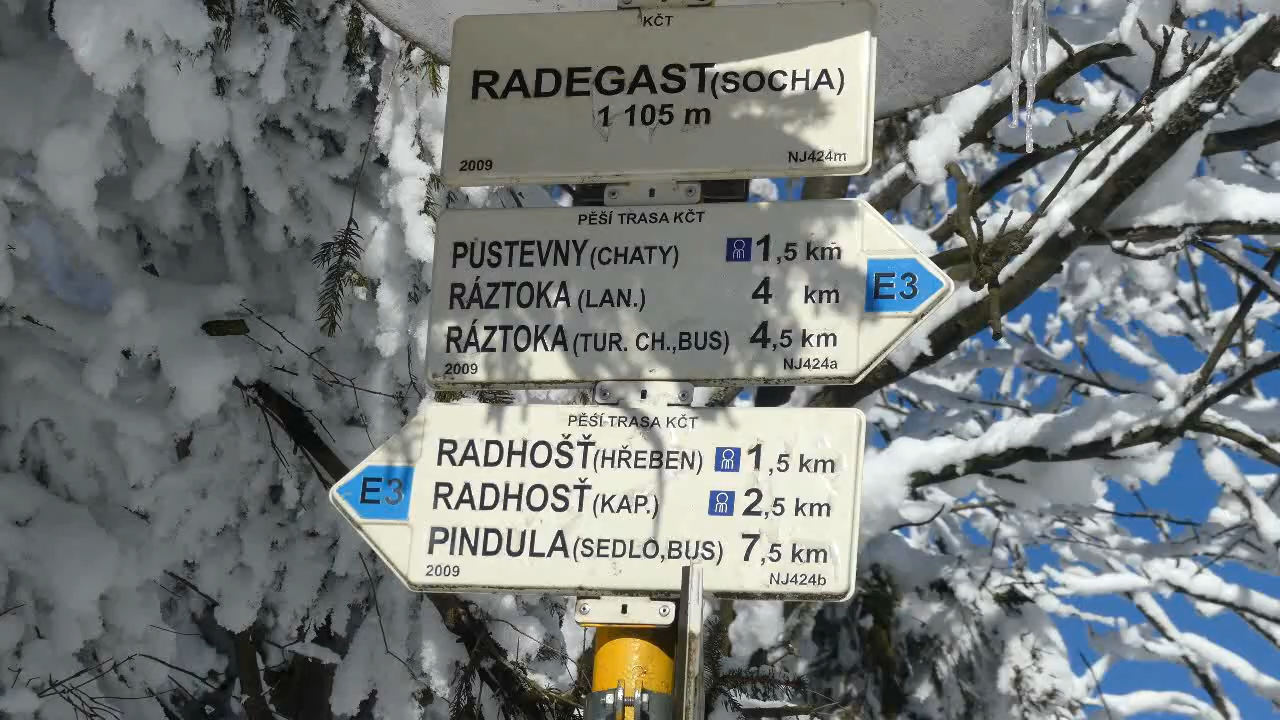 KČT
RADEGAST (SOCHA)
1 105 m
2009 NJ424m
PĚŠÍ TRASA KČT
PUSTEVNY (CHATY) 1,5 km
RÁZTOKA (LAN.) 4 km
RÁZTOKA (TUR. CH.,BUS) 4,5 km
E3
2009 NJ424a
PĚŠÍ TRASA KČT
RADHOŠŤ (HŘEBEN) 1,5 km
RADHOSŤ (KAP.) 2,5 km
E3
PINDULA (SEDLO,BUS) 7,5 km
2009 NJ424b